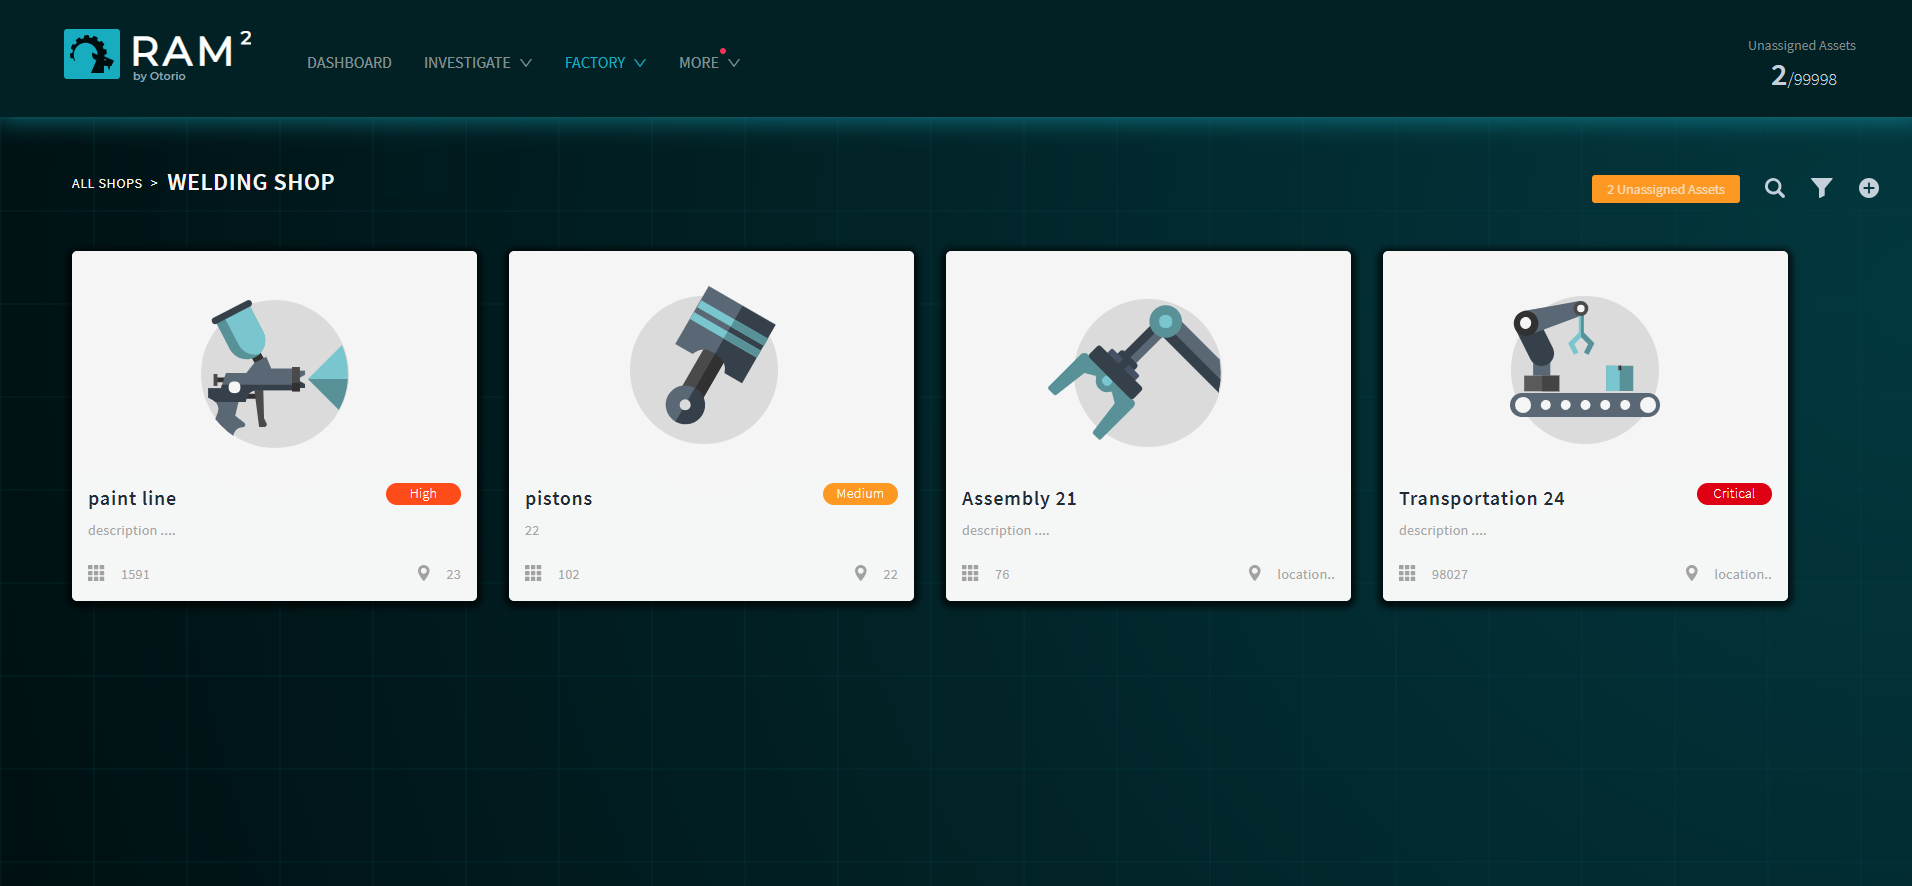 RAM 2
by Otorio
DASHBOARD INVESTIGATE FACTORY MORE
Unassigned Assets
2/99998
ALL SHOPS > WELDING SHOP
2 Unassigned Assets
paint line High
description ....
1591 23
pistons Medium
22
102 22
Assembly 21
description ....
76 location..
Transportation 24 Critical
description ....
98027 location..